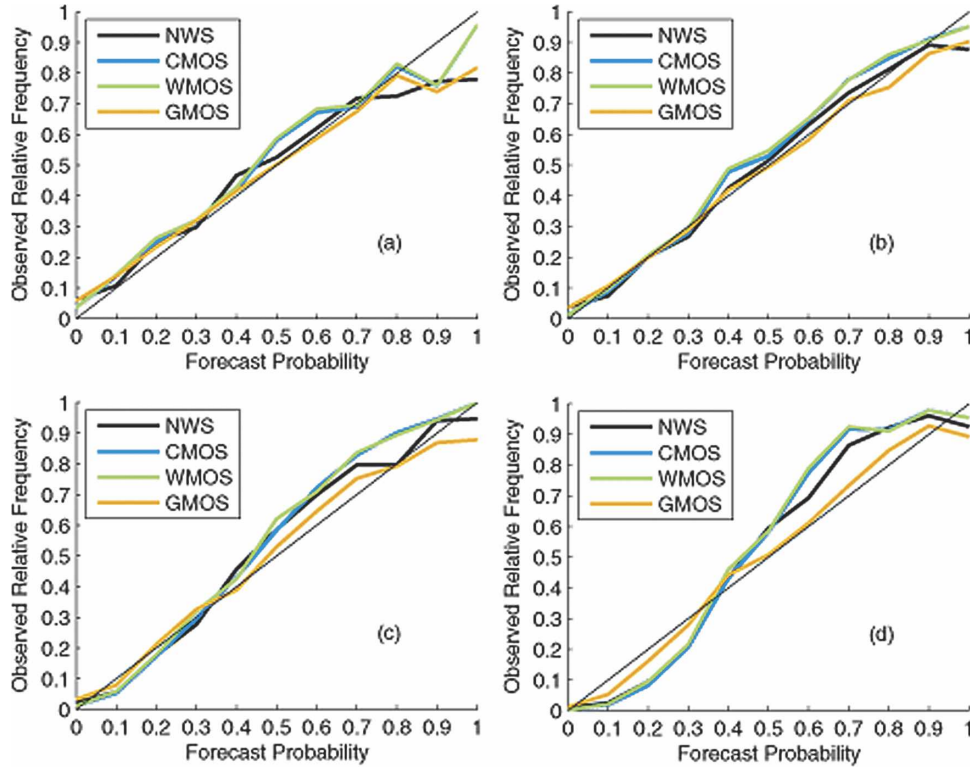 1
0.9
0.8
0.7
0.6
0.5
0.4
0.3
0.2
0.1
0
Observed Relative Frequency
NWS
CMOS
WMOS
GMOS
(a)
0 0.1 0.2 0.3 0.4 0.5 0.6 0.7 0.8 0.9 1
Forecast Probability
1
0.9
0.8
0.7
0.6
0.5
0.4
0.3
0.2
0.1
0
Observed Relative Frequency
NWS
CMOS
WMOS
GMOS
(b)
0 0.1 0.2 0.3 0.4 0.5 0.6 0.7 0.8 0.9 1
Forecast Probability
1
0.9
0.8
0.7
0.6
0.5
0.4
0.3
0.2
0.1
0
Observed Relative Frequency
NWS
CMOS
WMOS
GMOS
(c)
0 0.1 0.2 0.3 0.4 0.5 0.6 0.7 0.8 0.9 1
Forecast Probability
1
0.9
0.8
0.7
0.6
0.5
0.4
0.3
0.2
0.1
0
Observed Relative Frequency
NWS
CMOS
WMOS
GMOS
(d)
0 0.1 0.2 0.3 0.4 0.5 0.6 0.7 0.8 0.9 1
Forecast Probability